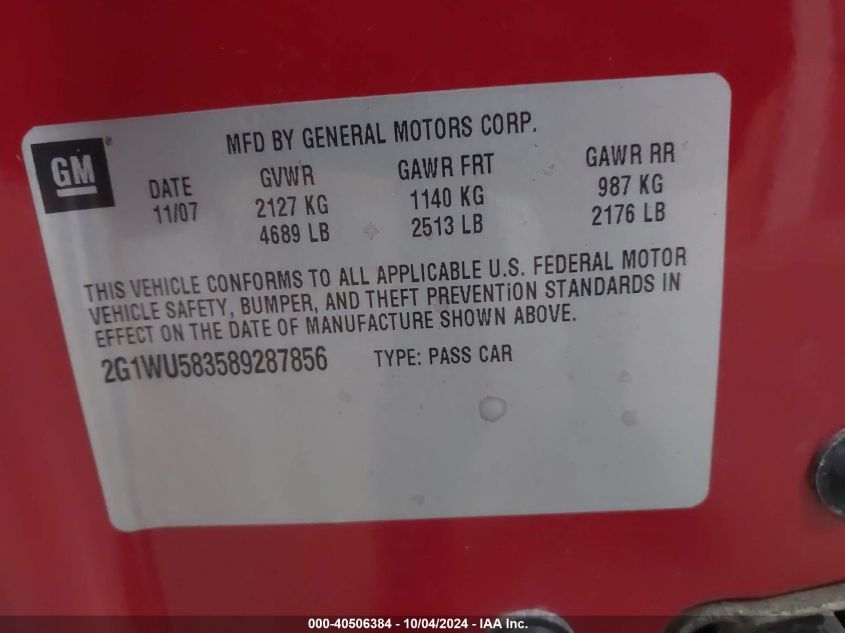 MFD BY GENERAL MOTORS CORP.
GM®
DATE GVWR GAWR FRT GAWR RR
11/07 2127 KG 1140 KG 987 KG
4689 LB 2513 LB 2176 LB
THIS VEHICLE CONFORMS TO ALL APPLICABLE U.S. FEDERAL MOTOR
VEHICLE SAFETY, BUMPER, AND THEFT PREVENTION STANDARDS IN
EFFECT ON THE DATE OF MANUFACTURE SHOWN ABOVE.
2G1WU583589287856 TYPE: PASS CAR
000-40506384 - 10/04/2024 - IAA Inc.